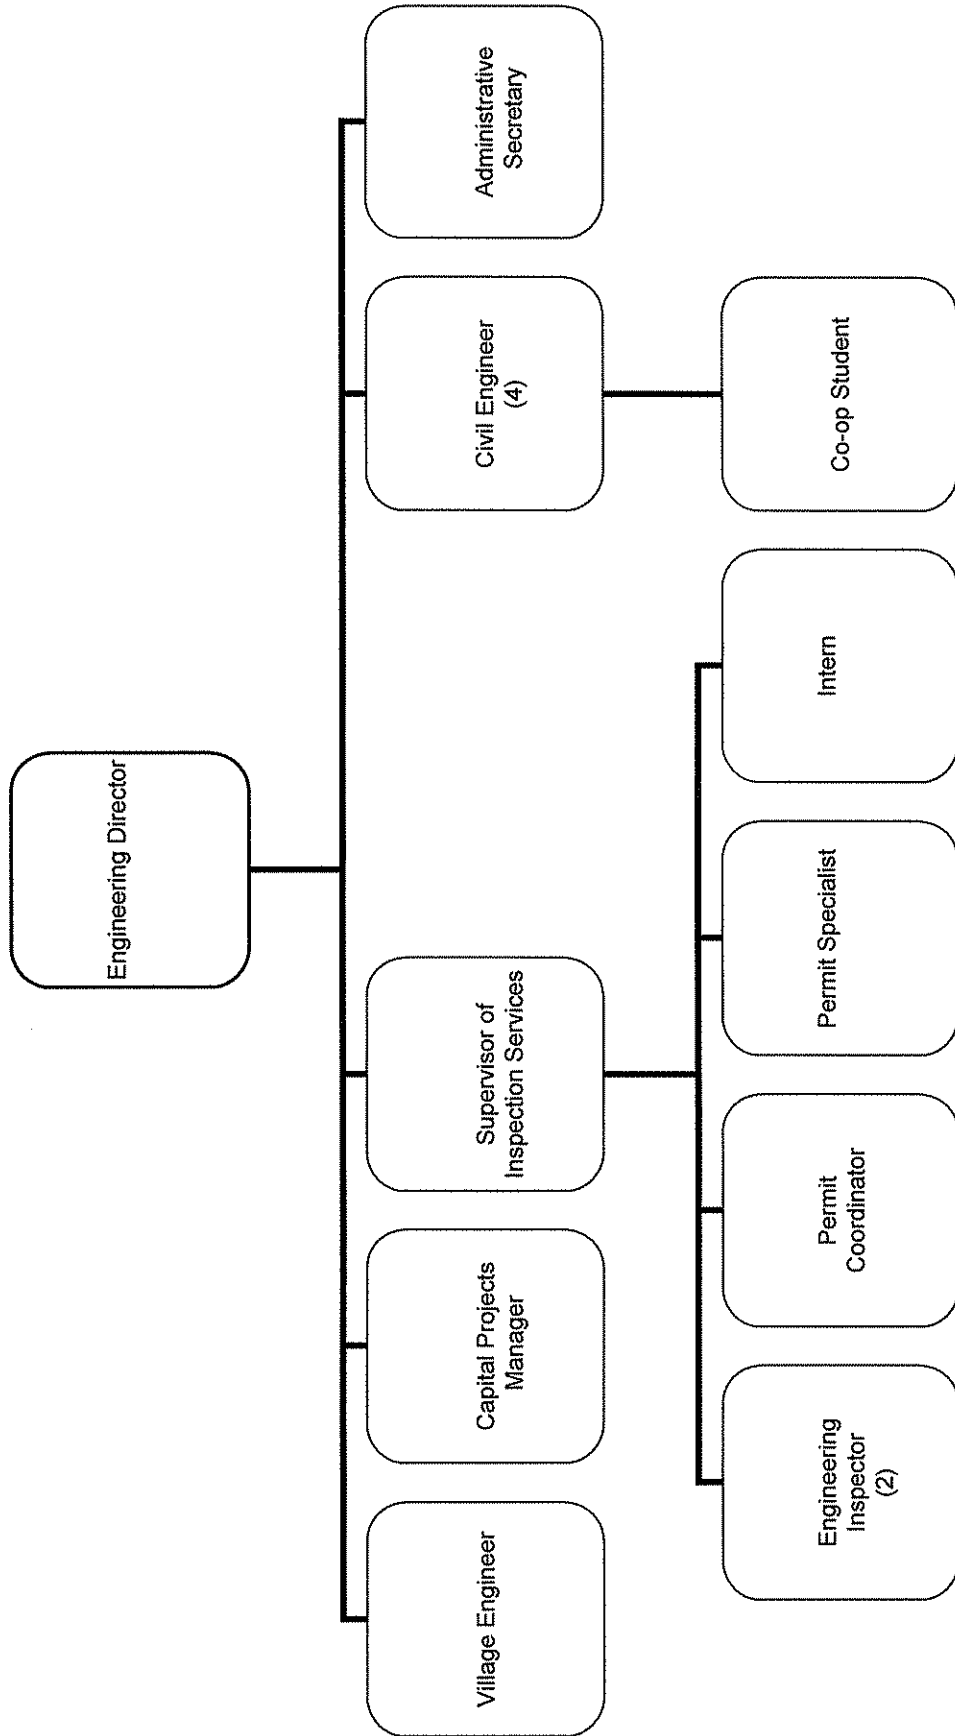 Engineering Director
Village Engineer
Capital Projects
Manager
Supervisor of
Inspection Services
Civil Engineer
(4)
Administrative
Secretary
Engineering
Inspector
(2)
Permit
Coordinator
Permit Specialist
Intern
Co-op Student